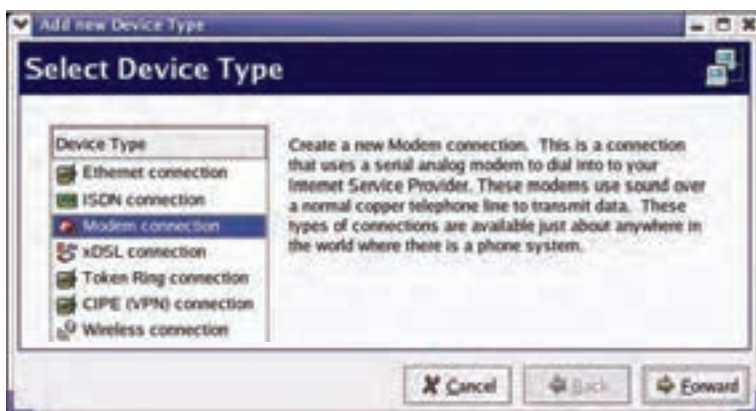 Add new Device Type
Select Device Type
Device Type
Ethernet connection
ISDN connection
Modem connection
xDSL connection
Token Ring connection
CIPE (VPN) connection
Wireless connection
Create a new Modem connection. This is a connection
that uses a serial analog modem to dial into to your
Internet Service Provider. These modems use sound over
a normal copper telephone line to transmit data. These
types of connections are available just about anywhere in
the world where there is a phone system.
Cancel
Back
Forward